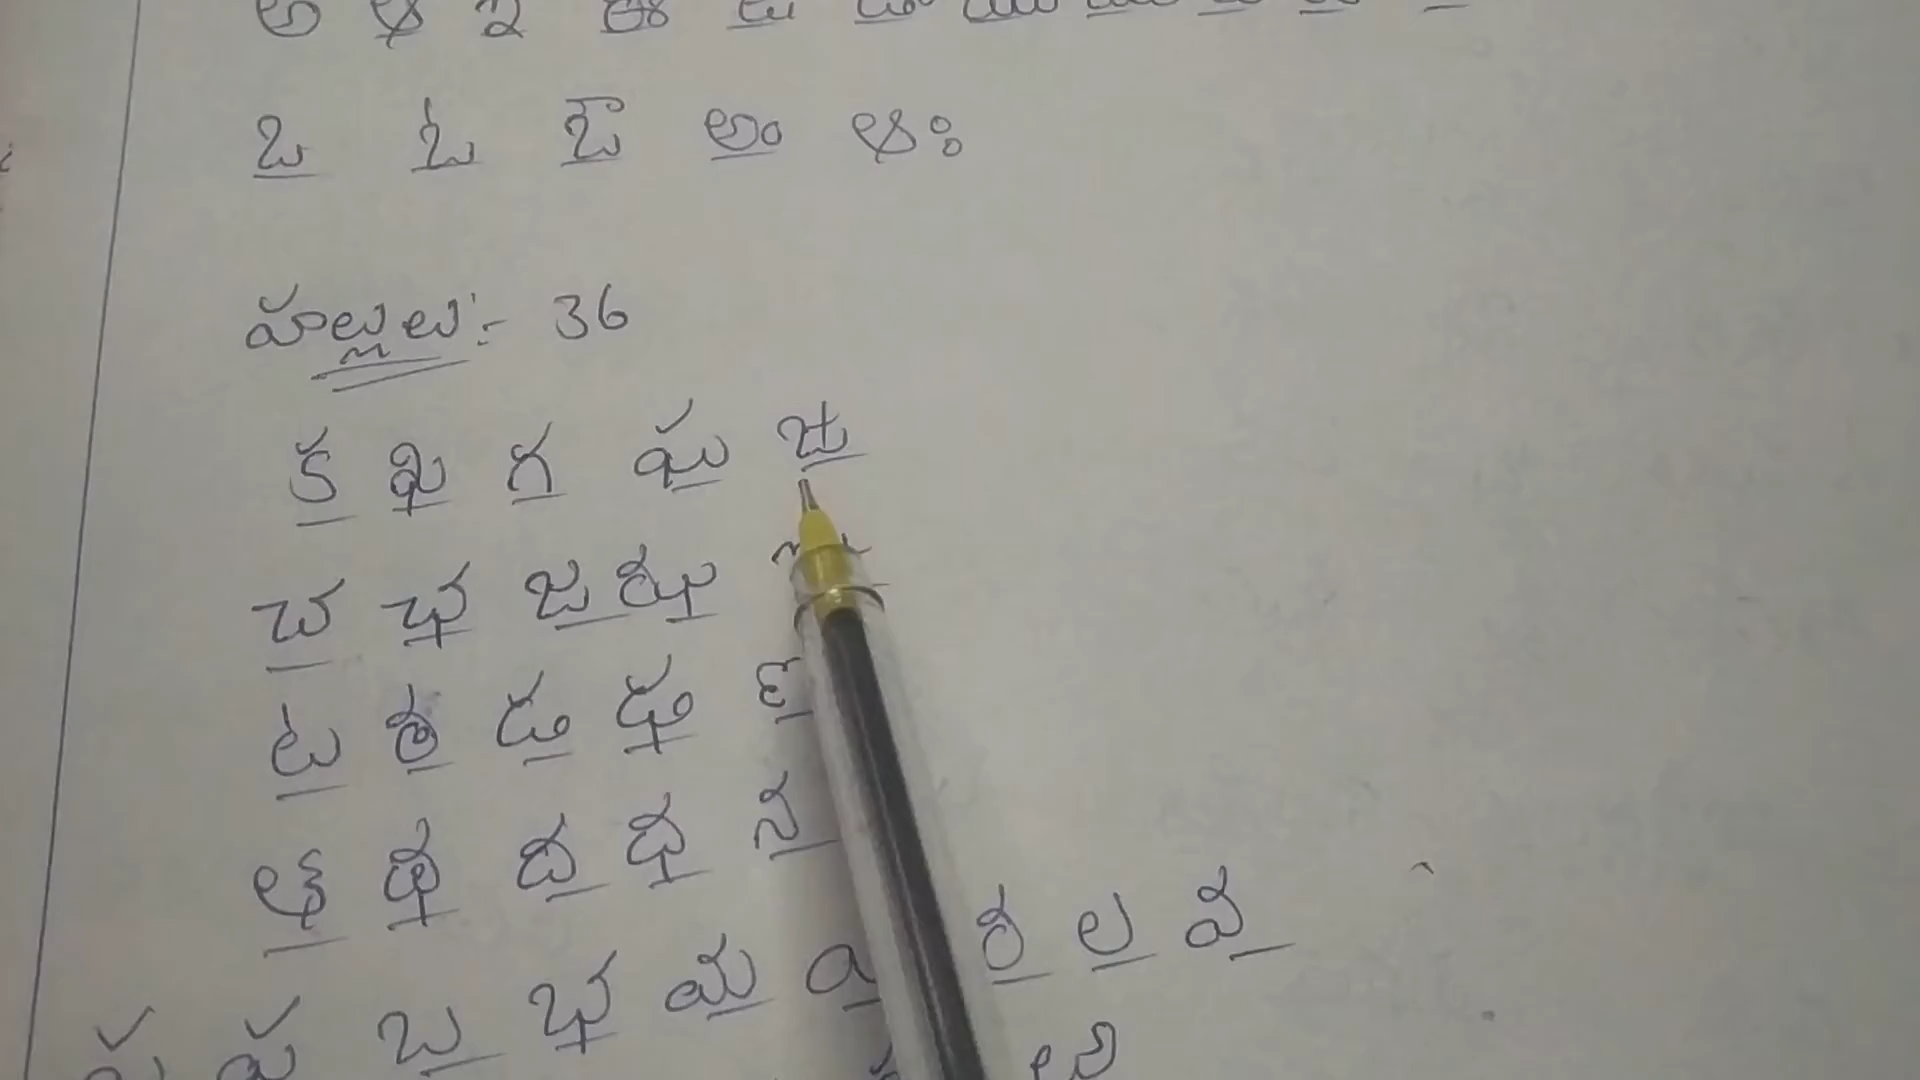 అ ఆ ఇ ఈ
ఒ ఓ ఔ అం ఆః
హల్లులు:- 36
క ఖ గ ఘ ఙ
చ ఛ జ ఝ
ట ఠ డ ఢ ణ
త థ ద ధ న
ప ఫ బ భ మ య ర ల వ